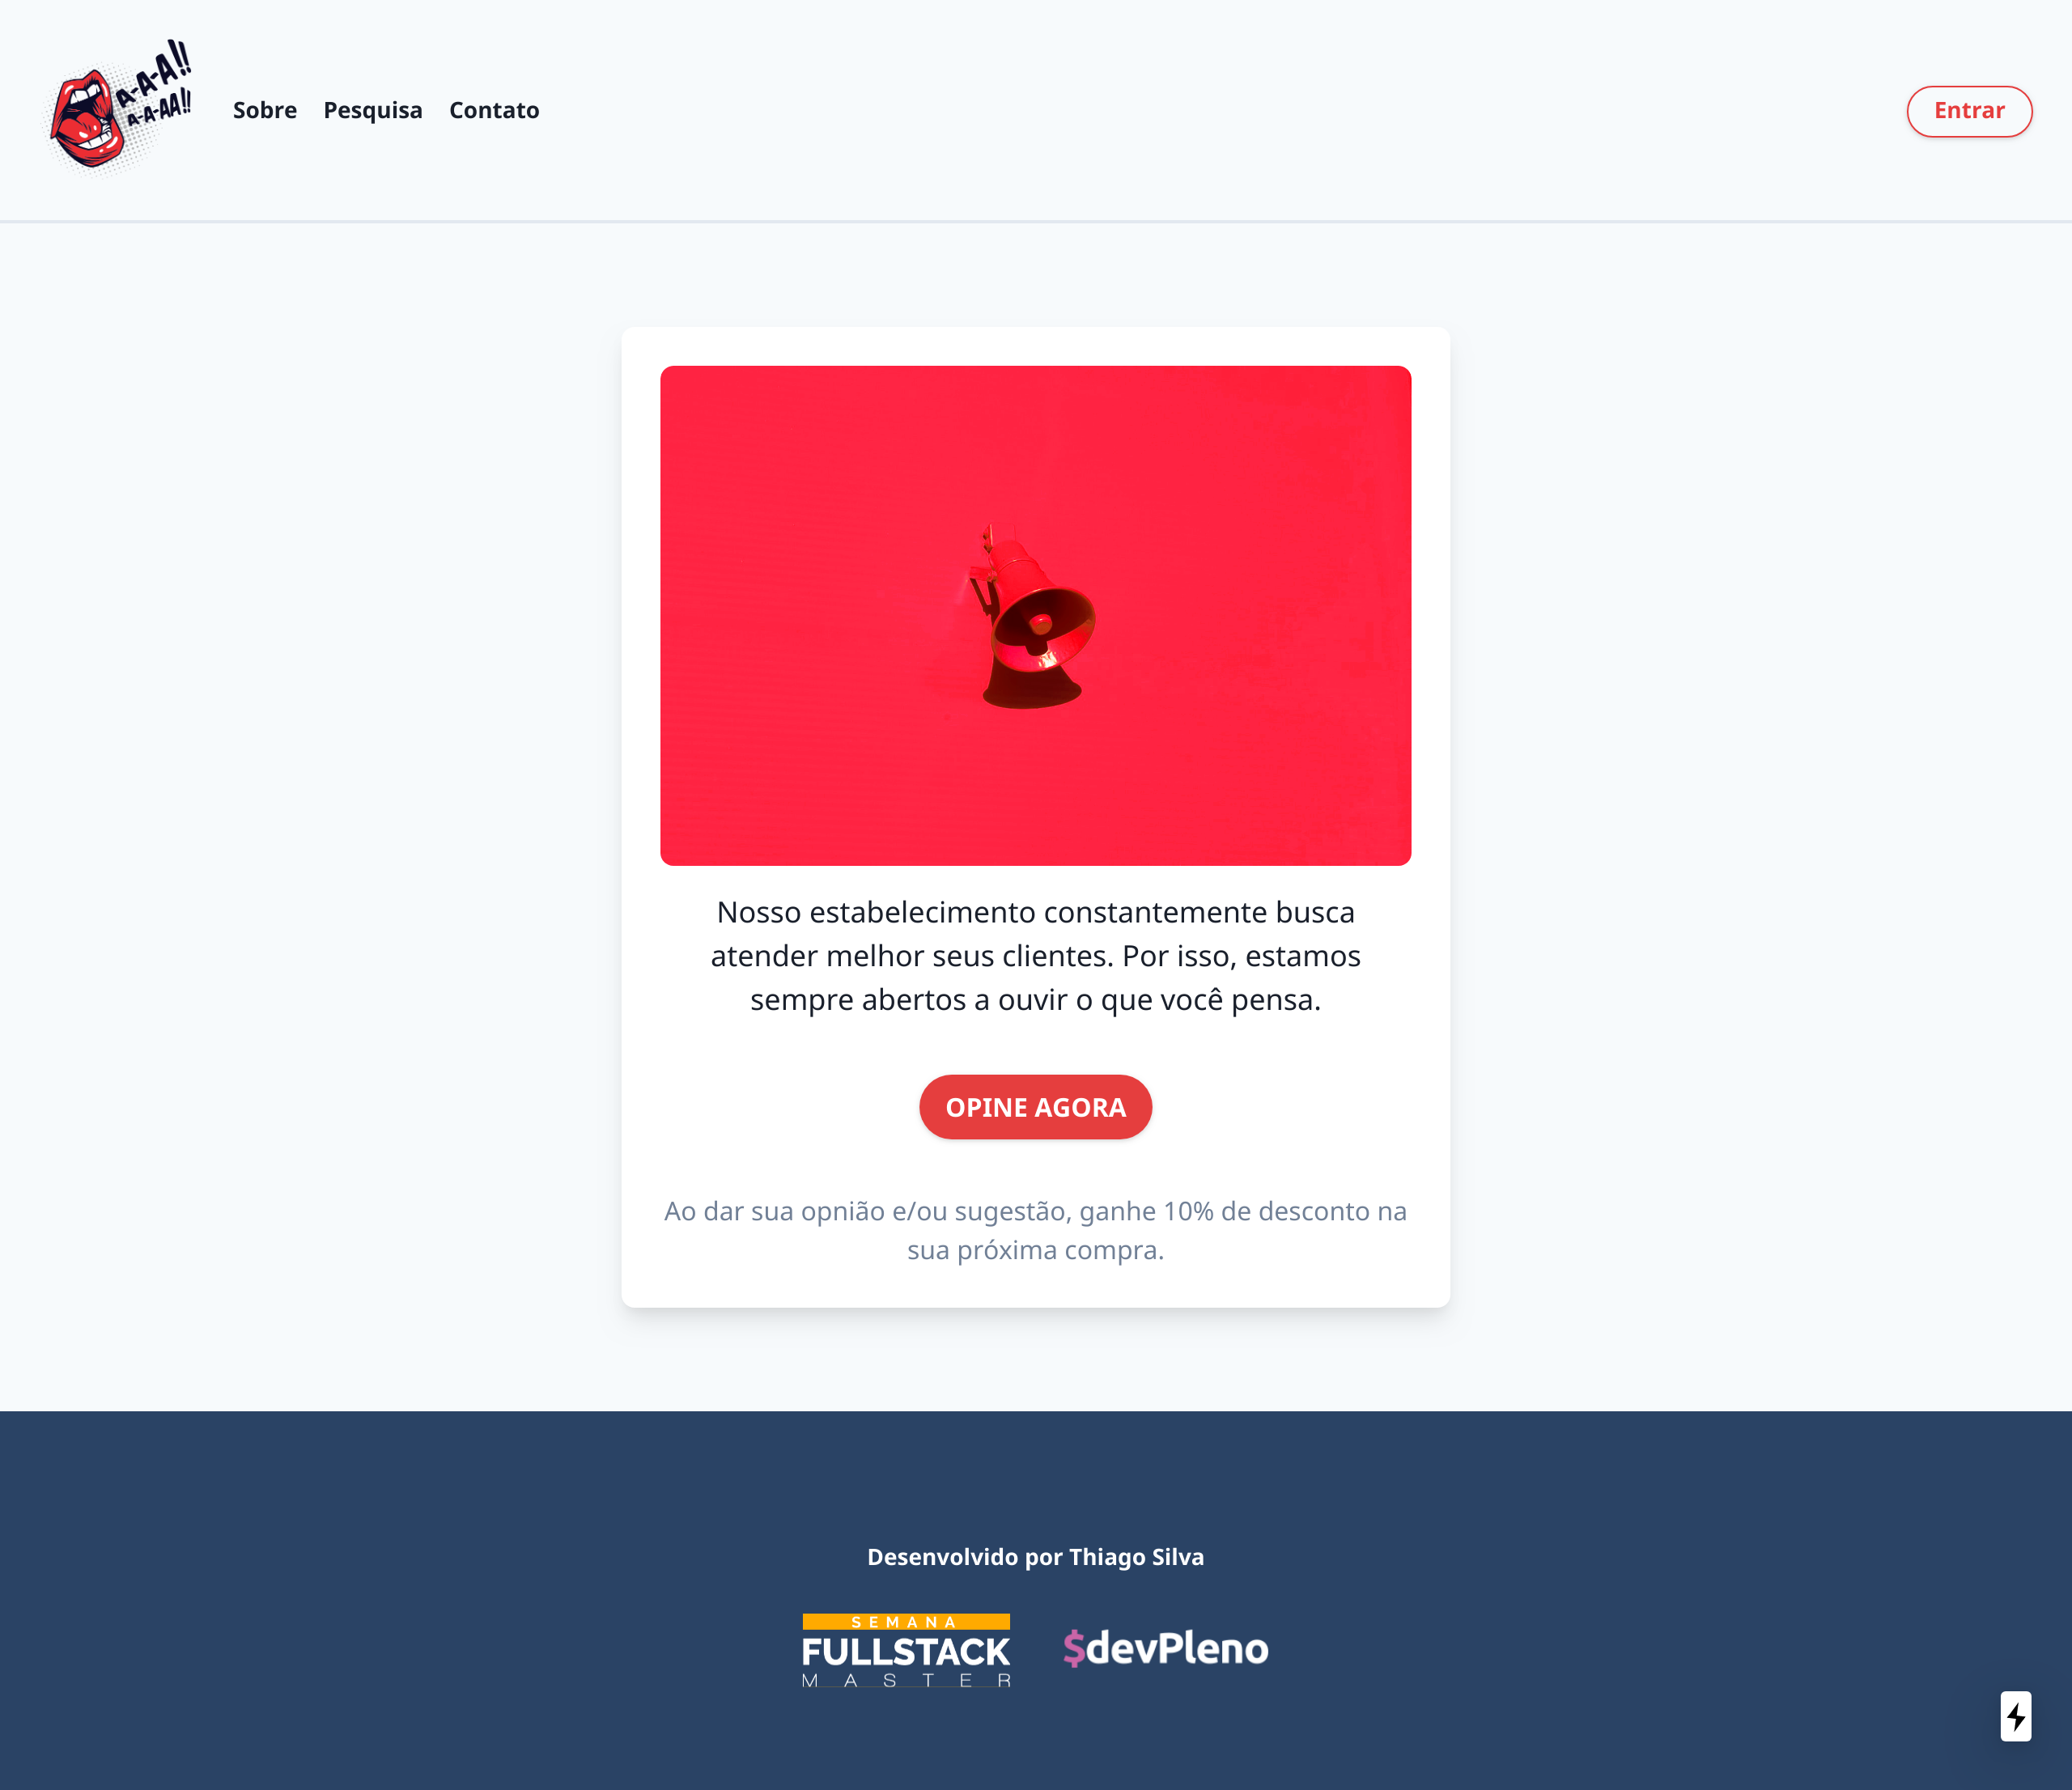 A-A-A!!
A-A-AA!!
Sobre Pesquisa Contato
Entrar
Nosso estabelecimento constantemente busca
atender melhor seus clientes. Por isso, estamos
sempre abertos a ouvir o que você pensa.
OPINE AGORA
Ao dar sua opnião e/ou sugestão, ganhe 10% de desconto na
sua próxima compra.
Desenvolvido por Thiago Silva
SEMANA
FULLSTACK
MASTER
$devPleno